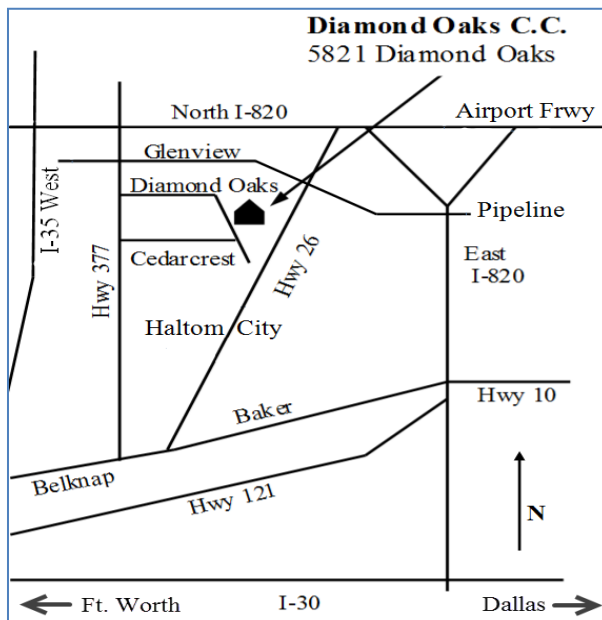 Diamond Oaks C.C.
5821 Diamond Oaks
North I-820
Airport Frwy
Glenview
Diamond Oaks
I-35 West
Pipeline
Hwy 377
Cedarcrest
Hwy 26
East
I-820
Haltom City
Baker
Hwy 10
Belknap
Hwy 121
N
Ft. Worth
I-30
Dallas